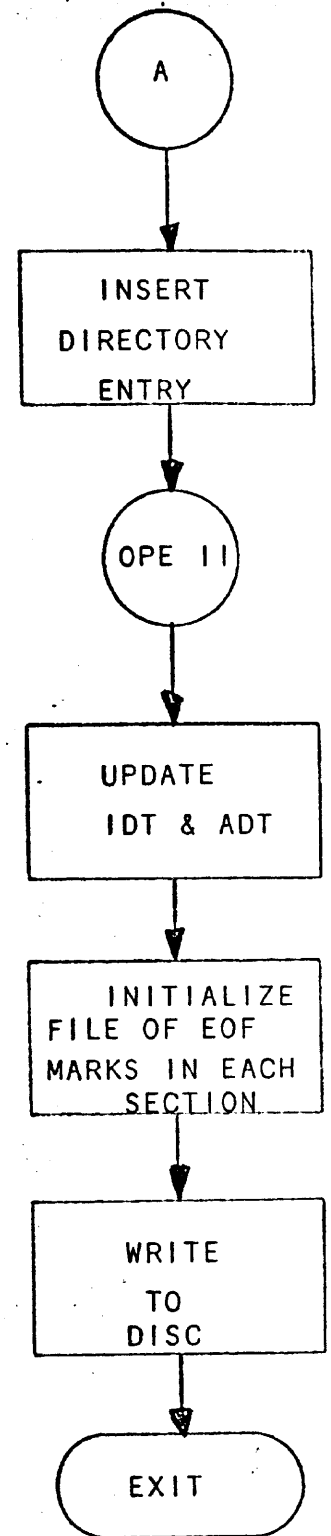 A
INSERT
DIRECTORY
ENTRY
OPE II
UPDATE
IDT & ADT
INITIALIZE
FILE OF EOF
MARKS IN EACH
SECTION
WRITE
TO
DISC
EXIT